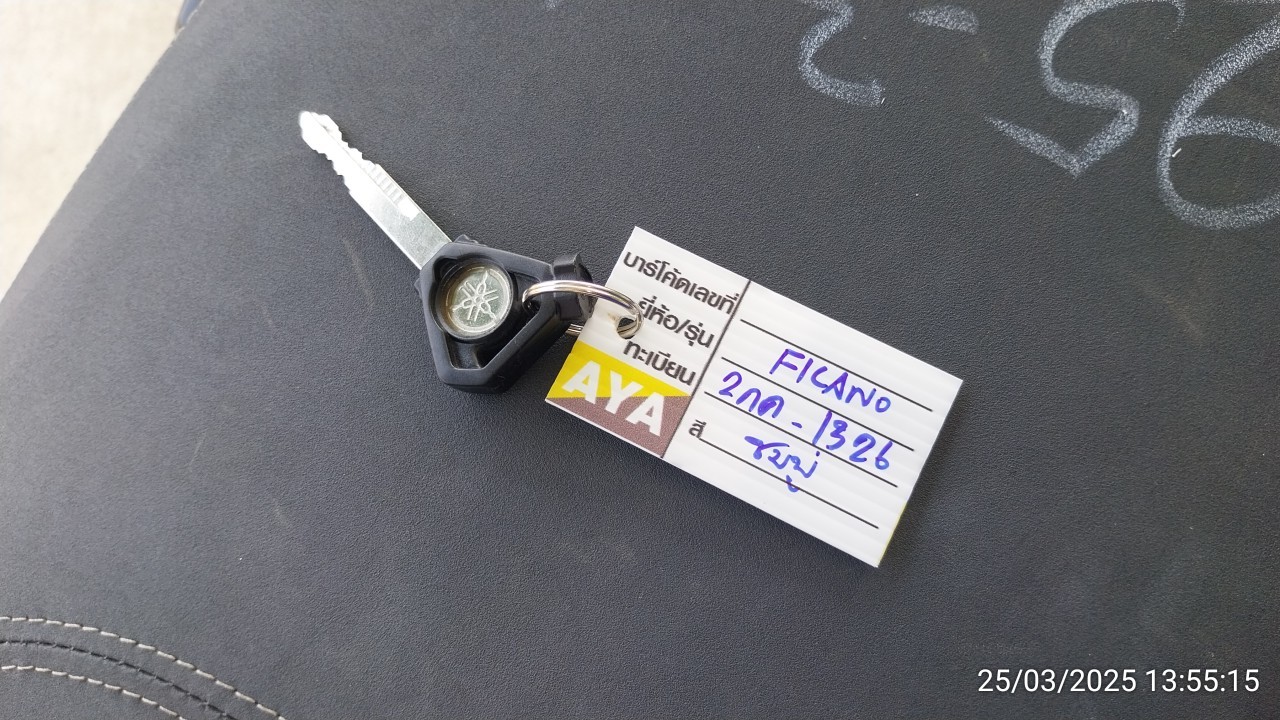 บาร์โค้ดเลขที่
ยี่ห้อ/รุ่น FICANO
ทะเบียน 2กด-1326
สี ชมพู่
AYA
25/03/2025 13:55:15